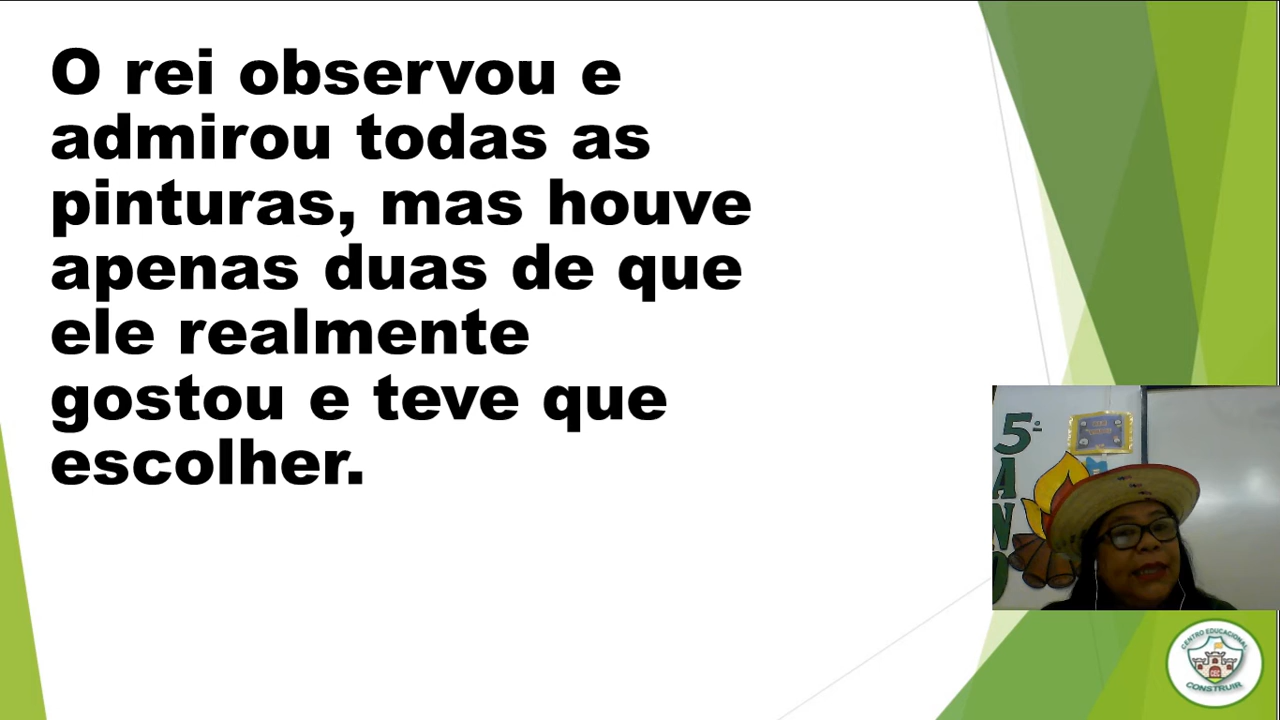 O rei observou e
admirou todas as
pinturas, mas houve
apenas duas de que
ele realmente
gostou e teve que
escolher.
5º
A
N
O
CENTRO EDUCACIONAL
CONSTRUIR